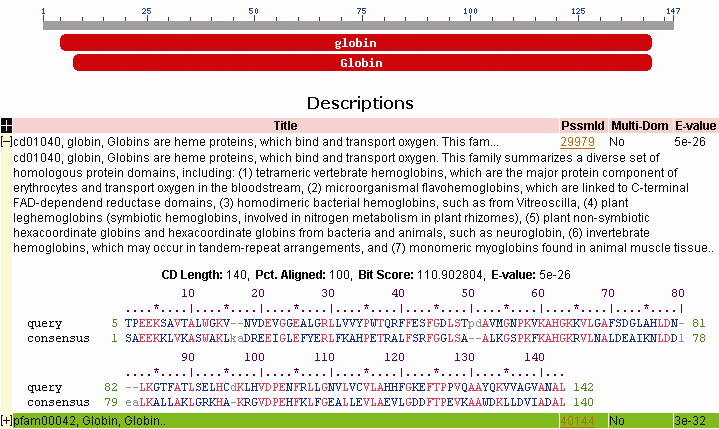 1 25 50 75 100 125 147
globin
Globin
Descriptions
Title PssmId Multi-Dom E-value
[-]cd01040, globin, Globins are heme proteins, which bind and transport oxygen. This fam... 29979 No 5e-26
cd01040, globin, Globins are heme proteins, which bind and transport oxygen. This family summarizes a diverse set of
homologous protein domains, including: (1) tetrameric vertebrate hemoglobins, which are the major protein component of
erythrocytes and transport oxygen in the bloodstream, (2) microorganismal flavohemoglobins, which are linked to C-terminal
FAD-dependend reductase domains, (3) homodimeric bacterial hemoglobins, such as from Vitreoscilla, (4) plant
leghemoglobins (symbiotic hemoglobins, involved in nitrogen metabolism in plant rhizomes), (5) plant non-symbiotic
hexacoordinate globins and hexacoordinate globins from bacteria and animals, such as neuroglobin, (6) invertebrate
hemoglobins, which may occur in tandem-repeat arrangements, and (7) monomeric myoglobins found in animal muscle tissue..
CD Length: 140, Pct. Aligned: 100, Bit Score: 110.902804, E-value: 5e-26
10 20 30 40 50 60 70 80
....*....|....*....|....*....|....*....|....*....|....*....|....*....|....*....|
query 5 TPEEKSAVTALWGKV--NVDEVGGEALGRLLVVYPWTQRFFESFGDLSTpdAVMGNPKVKAHGKKVLGAFSDGLAHLDN- 81
consensus 1 SAEEKKLVKASWAKLkaDREEIGLEFYERLFKAHPETRALFSRFGGLSA--ALKGSPKFKAHGKRVLNALDEAIKNLDDl 78
90 100 110 120 130 140
....*....|....*....|....*....|....*....|....*....|....*....|...
query 82 --LKGTFATLSELHCdKLHVDPENFRLLGNVLVCVLAHHFGKEFTPPVQAAYQKVVAGVANAL 142
consensus 79 eaLKALLAKLGRKHA-KRGVDPEHFKLFGEALLEVLAEVLGDDFTPEVKAAWDKLLDVIADAL 140
[+]pfam00042, Globin, Globin.. 40144 No 3e-32